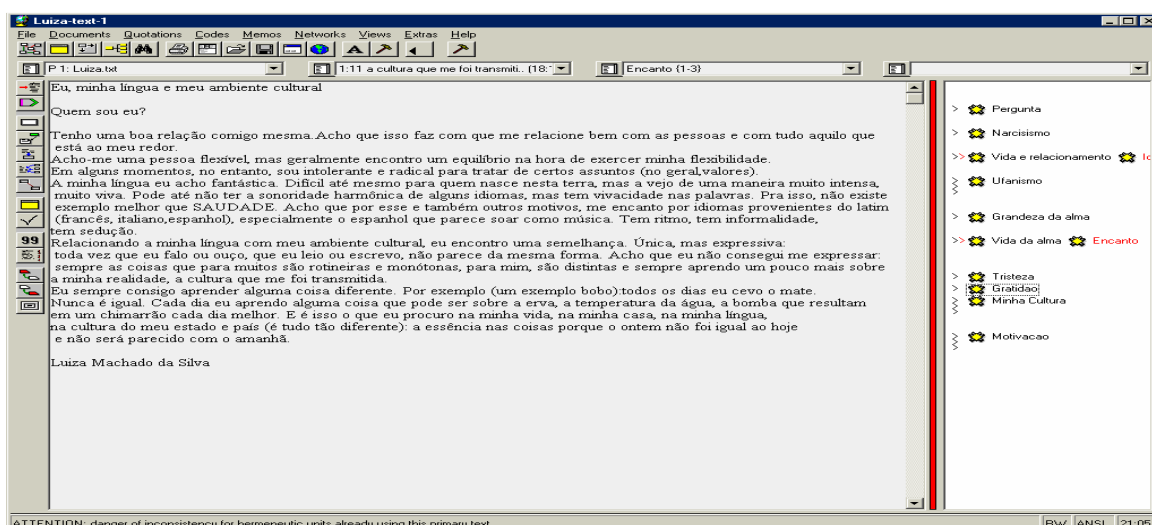 Luiza-text-1
File Documents Quotations Codes Memos Networks Views Extras Help
P 1: Luiza.txt 1:11 a cultura que me foi transmiti.. (18: Encanto {1-3}
Eu, minha língua e meu ambiente cultural
Quem sou eu?
Tenho uma boa relação comigo mesma.Acho que isso faz com que me relacione bem com as pessoas e com tudo aquilo que
está ao meu redor.
Acho-me uma pessoa flexível, mas geralmente encontro um equilíbrio na hora de exercer minha flexibilidade.
Em alguns momentos, no entanto, sou intolerante e radical para tratar de certos assuntos (no geral,valores).
A minha língua eu acho fantástica. Difícil até mesmo para quem nasce nesta terra, mas a vejo de uma maneira muito intensa,
muito viva. Pode até não ter a sonoridade harmônica de alguns idiomas, mas tem vivacidade nas palavras. Pra isso, não existe
exemplo melhor que SAUDADE. Acho que por esse e também outros motivos, me encanto por idiomas provenientes do latim
(francês, italiano,espanhol), especialmente o espanhol que parece soar como música. Tem ritmo, tem informalidade,
tem sedução.
Relacionando a minha língua com meu ambiente cultural, eu encontro uma semelhança. Única, mas expressiva:
toda vez que eu falo ou ouço, que eu leio ou escrevo, não parece da mesma forma. Acho que eu não consegui me expressar:
sempre as coisas que para muitos são rotineiras e monótonas, para mim, são distintas e sempre aprendo um pouco mais sobre
a minha realidade, a cultura que me foi transmitida.
Eu sempre consigo aprender alguma coisa diferente. Por exemplo (um exemplo bobo):todos os dias eu cevo o mate.
Nunca é igual. Cada dia eu aprendo alguma coisa que pode ser sobre a erva, a temperatura da água, a bomba que resultam
em um chimarrão cada dia melhor. E é isso o que eu procuro na minha vida, na minha casa, na minha língua,
na cultura do meu estado e país (é tudo tão diferente): a essência nas coisas porque o ontem não foi igual ao hoje
e não será parecido com o amanhã.
Luiza Machado da Silva
Pergunta
Narcisismo
Vida e relacionamento
Ufanismo
Grandeza da alma
Vida da alma Encanto
Tristeza
Gratidao
Minha Cultura
Motivacao
ATTENTION: danger of inconsistency for hermeneutic units already using this primary text RW ANSI 21:05